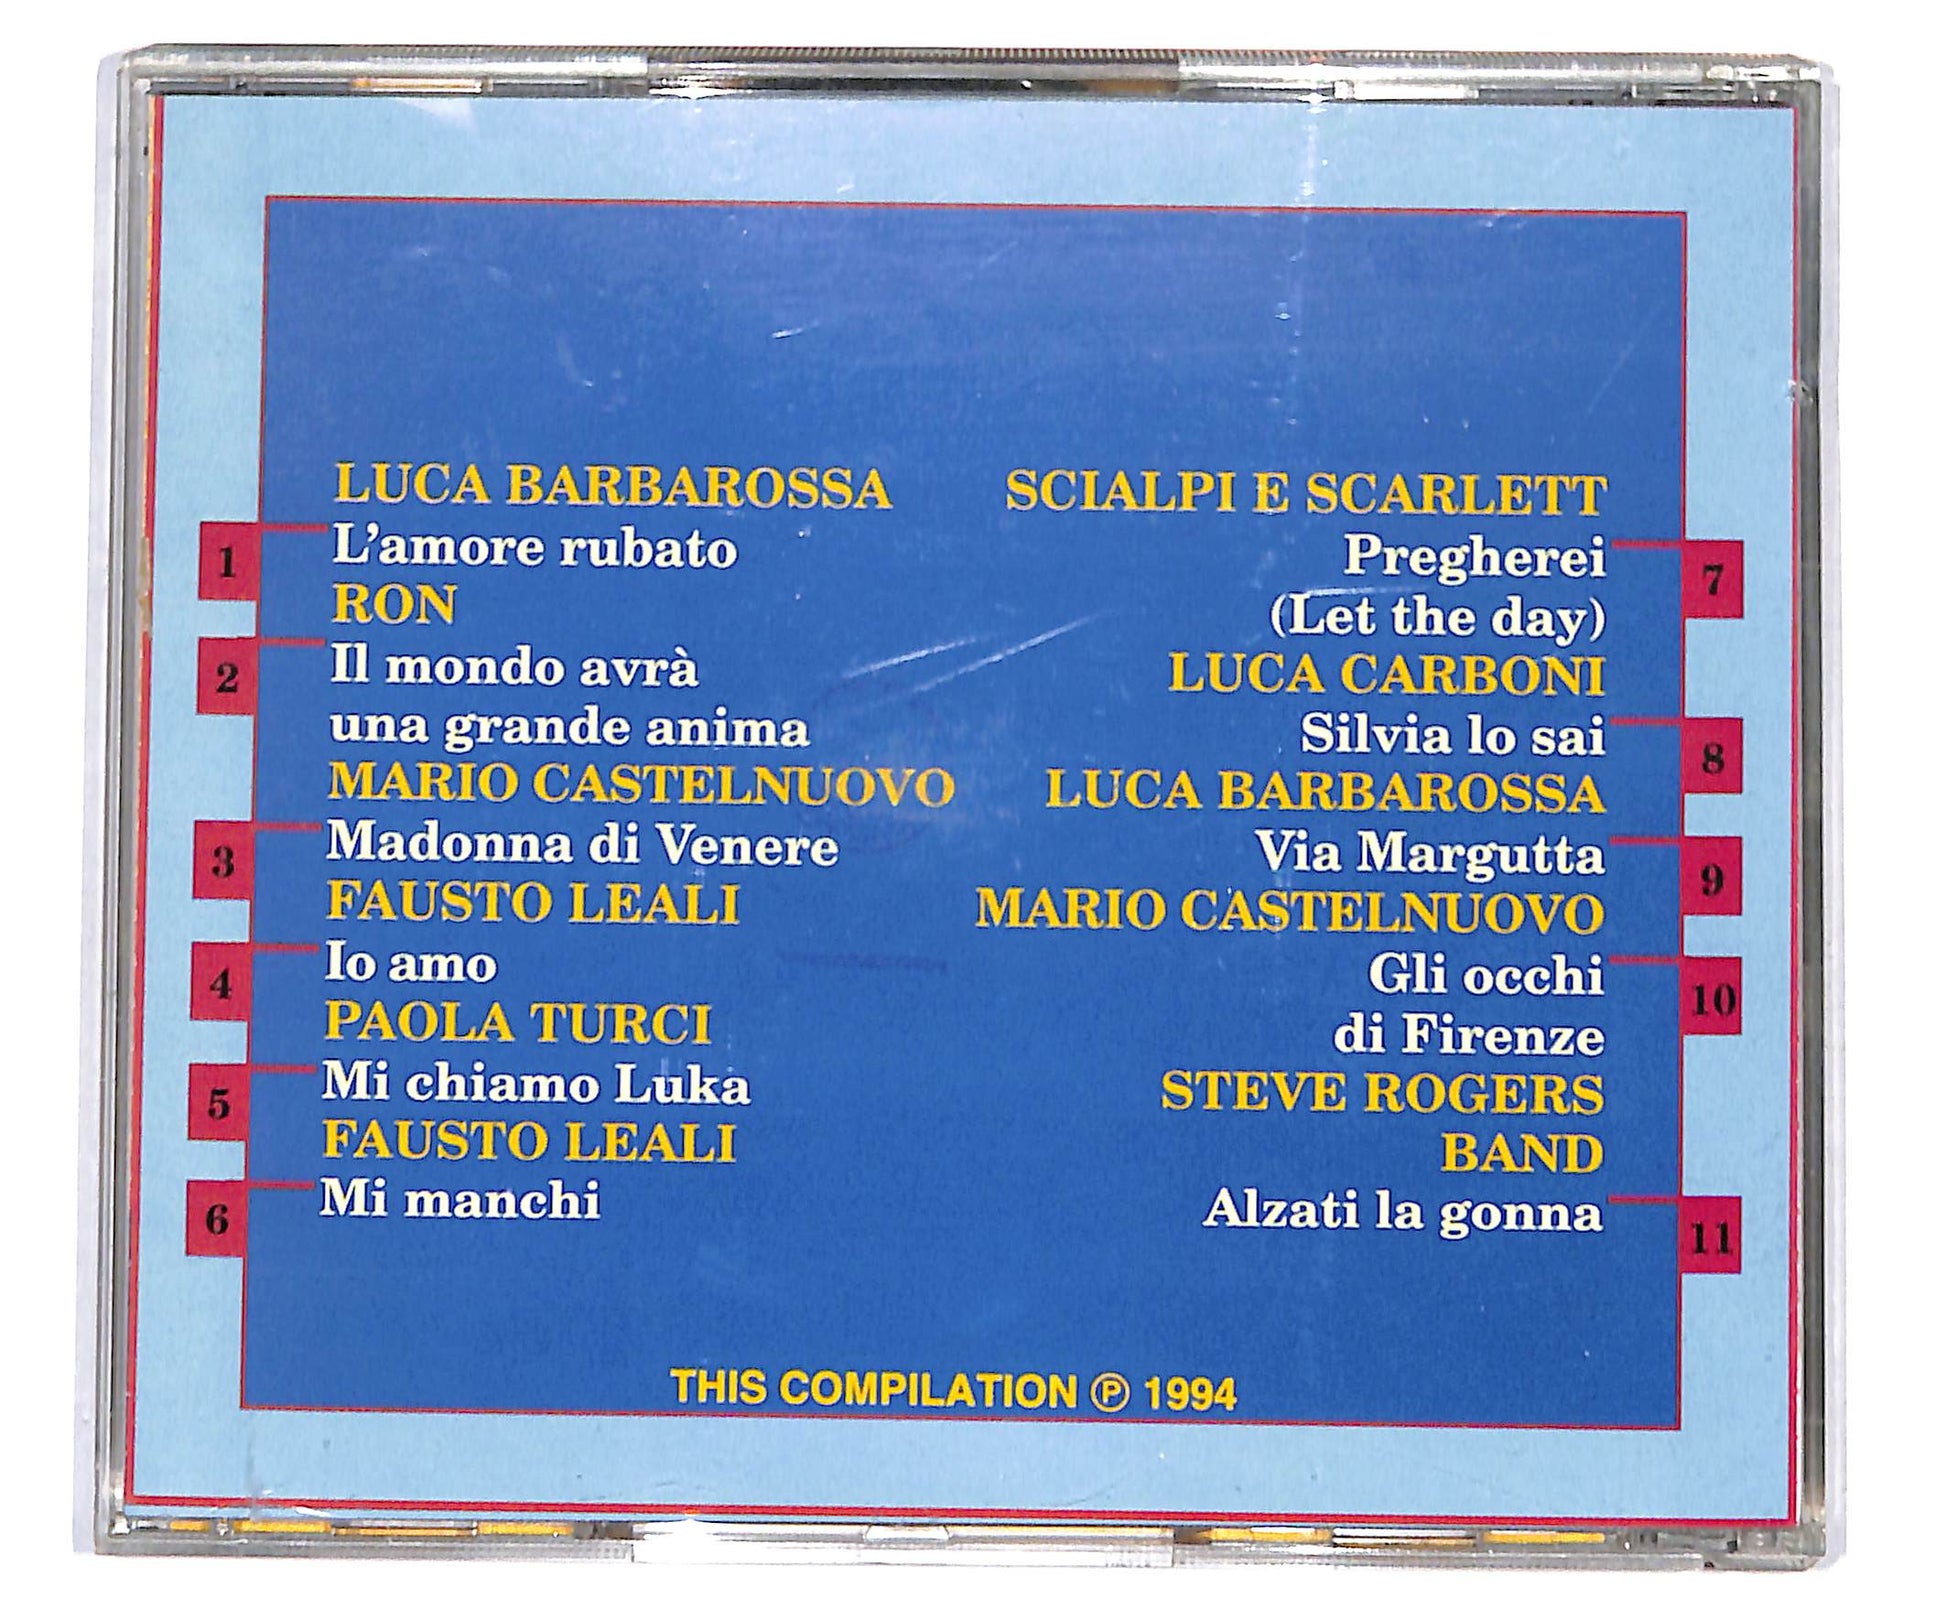 LUCA BARBAROSSA
1 L'amore rubato
RON
2 Il mondo avrà
una grande anima
MARIO CASTELNUOVO
3 Madonna di Venere
FAUSTO LEALI
4 Io amo
PAOLA TURCI
5 Mi chiamo Luka
FAUSTO LEALI
6 Mi manchi
SCIALPI E SCARLETT
Pregherei 7
(Let the day)
LUCA CARBONI
Silvia lo sai 8
LUCA BARBAROSSA
Via Margutta 9
MARIO CASTELNUOVO
Gli occhi 10
di Firenze
STEVE ROGERS
BAND
Alzati la gonna 11
THIS COMPILATION ℗ 1994